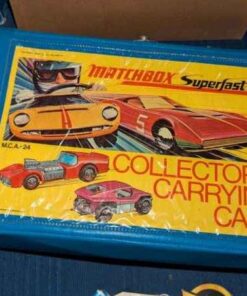 MATCHBOX Superfast
5
M.C.A.-24
COLLECTOR
CARRYIN
CA